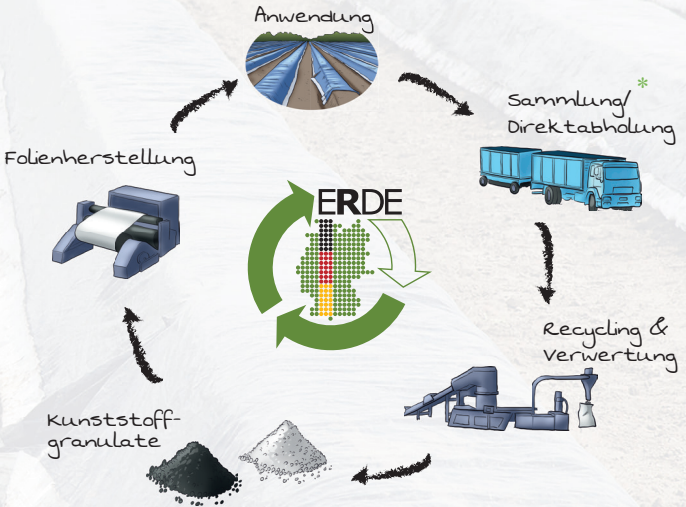 Anwendung
Sammlung/*
Direktabholung
Folienherstellung
ERDE
Recycling &
Verwertung
Kunststoff-
granulate